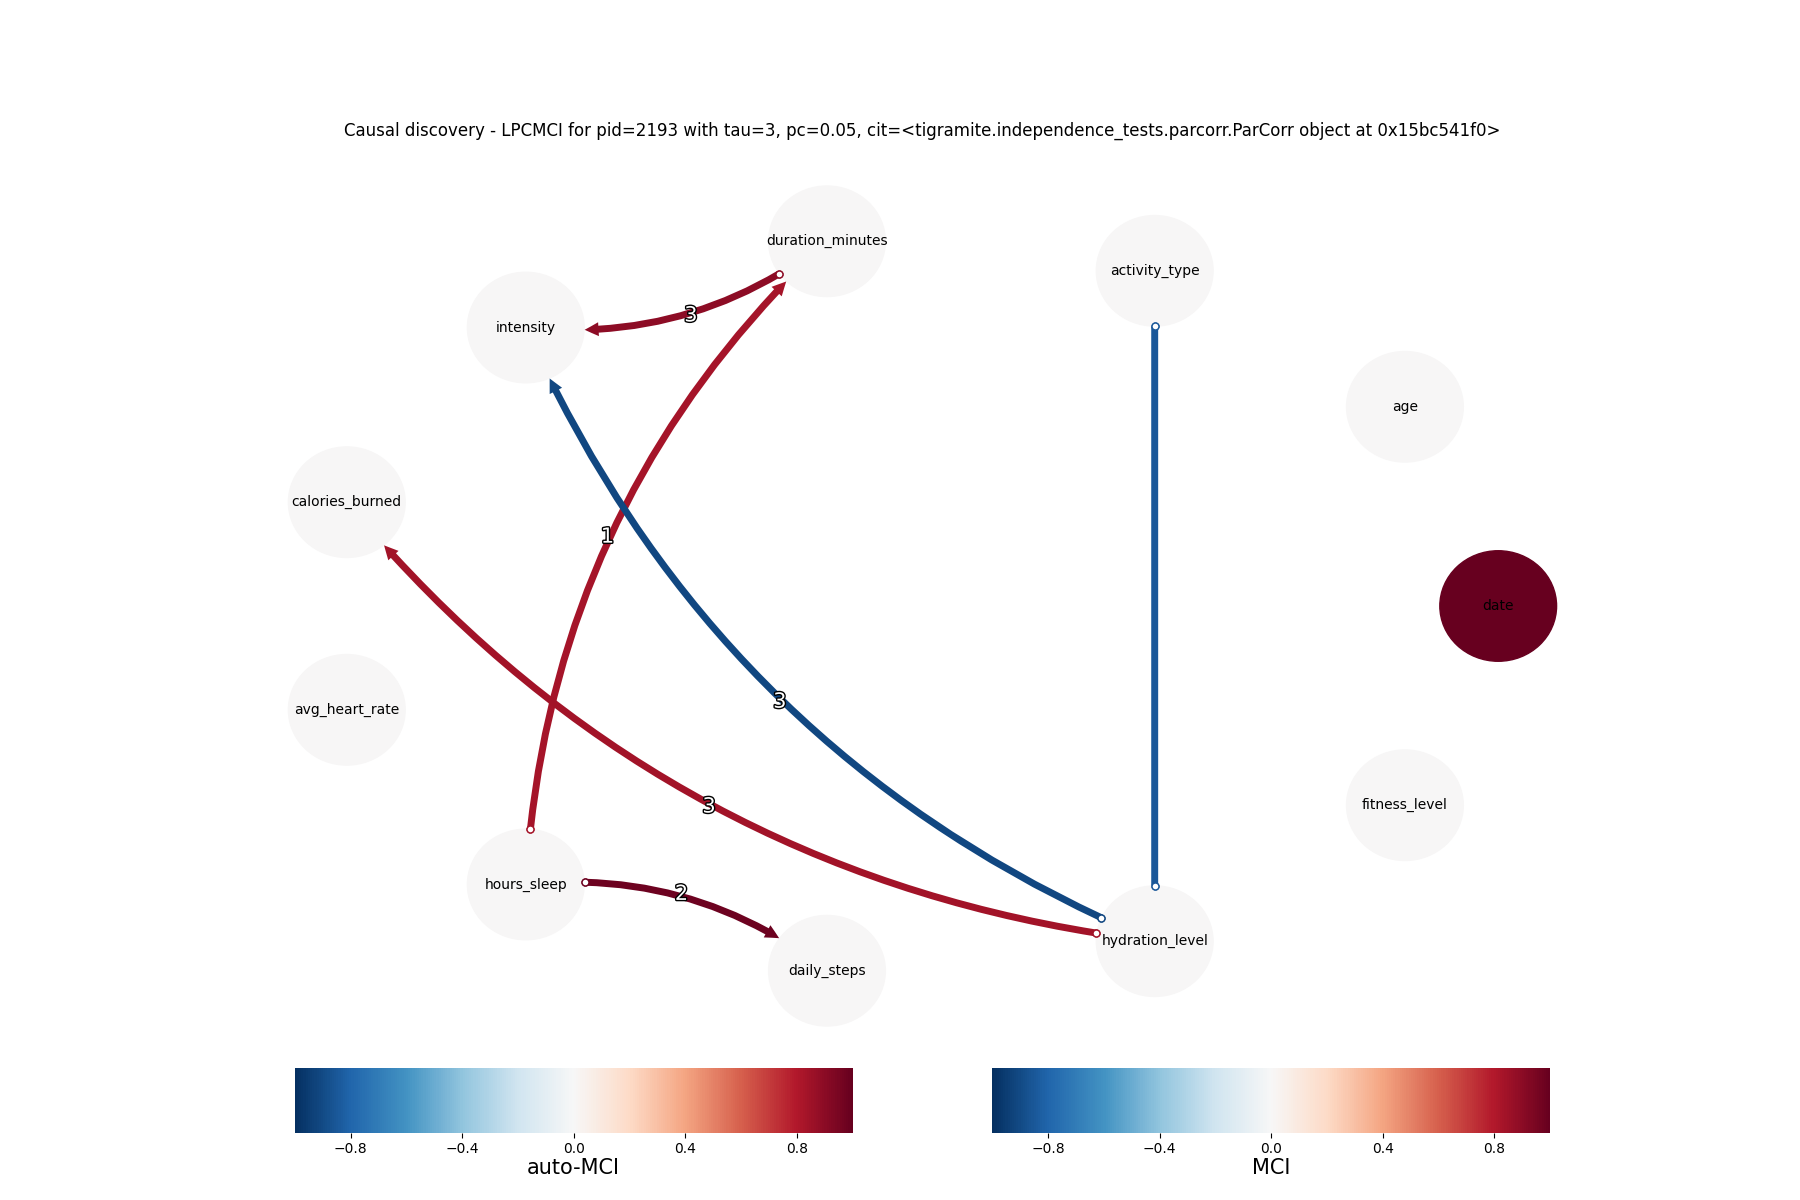 Causal discovery - LPCMCI for pid=2193 with tau=3, pc=0.05, cit=<tigramite.independence_tests.parcorr.ParCorr object at 0x15bc541f0>
duration_minutes
activity_type
3
intensity
age
calories_burned
1
date
3
avg_heart_rate
3
fitness_level
hours_sleep
2
hydration_level
daily_steps
−0.8 −0.4 0.0 0.4 0.8
auto-MCI
−0.8 −0.4 0.0 0.4 0.8
MCI